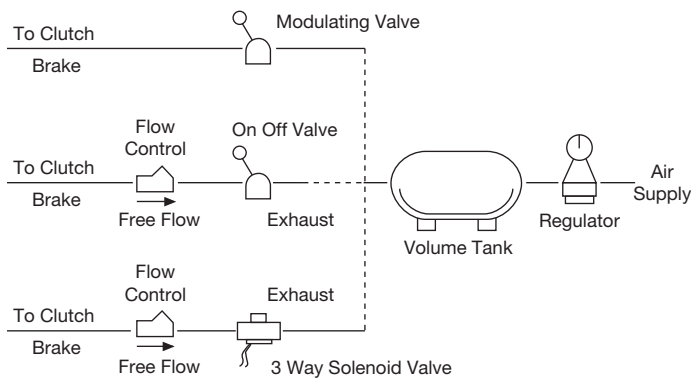 To Clutch
Brake
Modulating Valve
Flow
Control
On Off Valve
To Clutch
Brake
Free Flow
Exhaust
Volume Tank
Regulator
Air
Supply
Flow
Control
Exhaust
To Clutch
Brake
Free Flow
3 Way Solenoid Valve